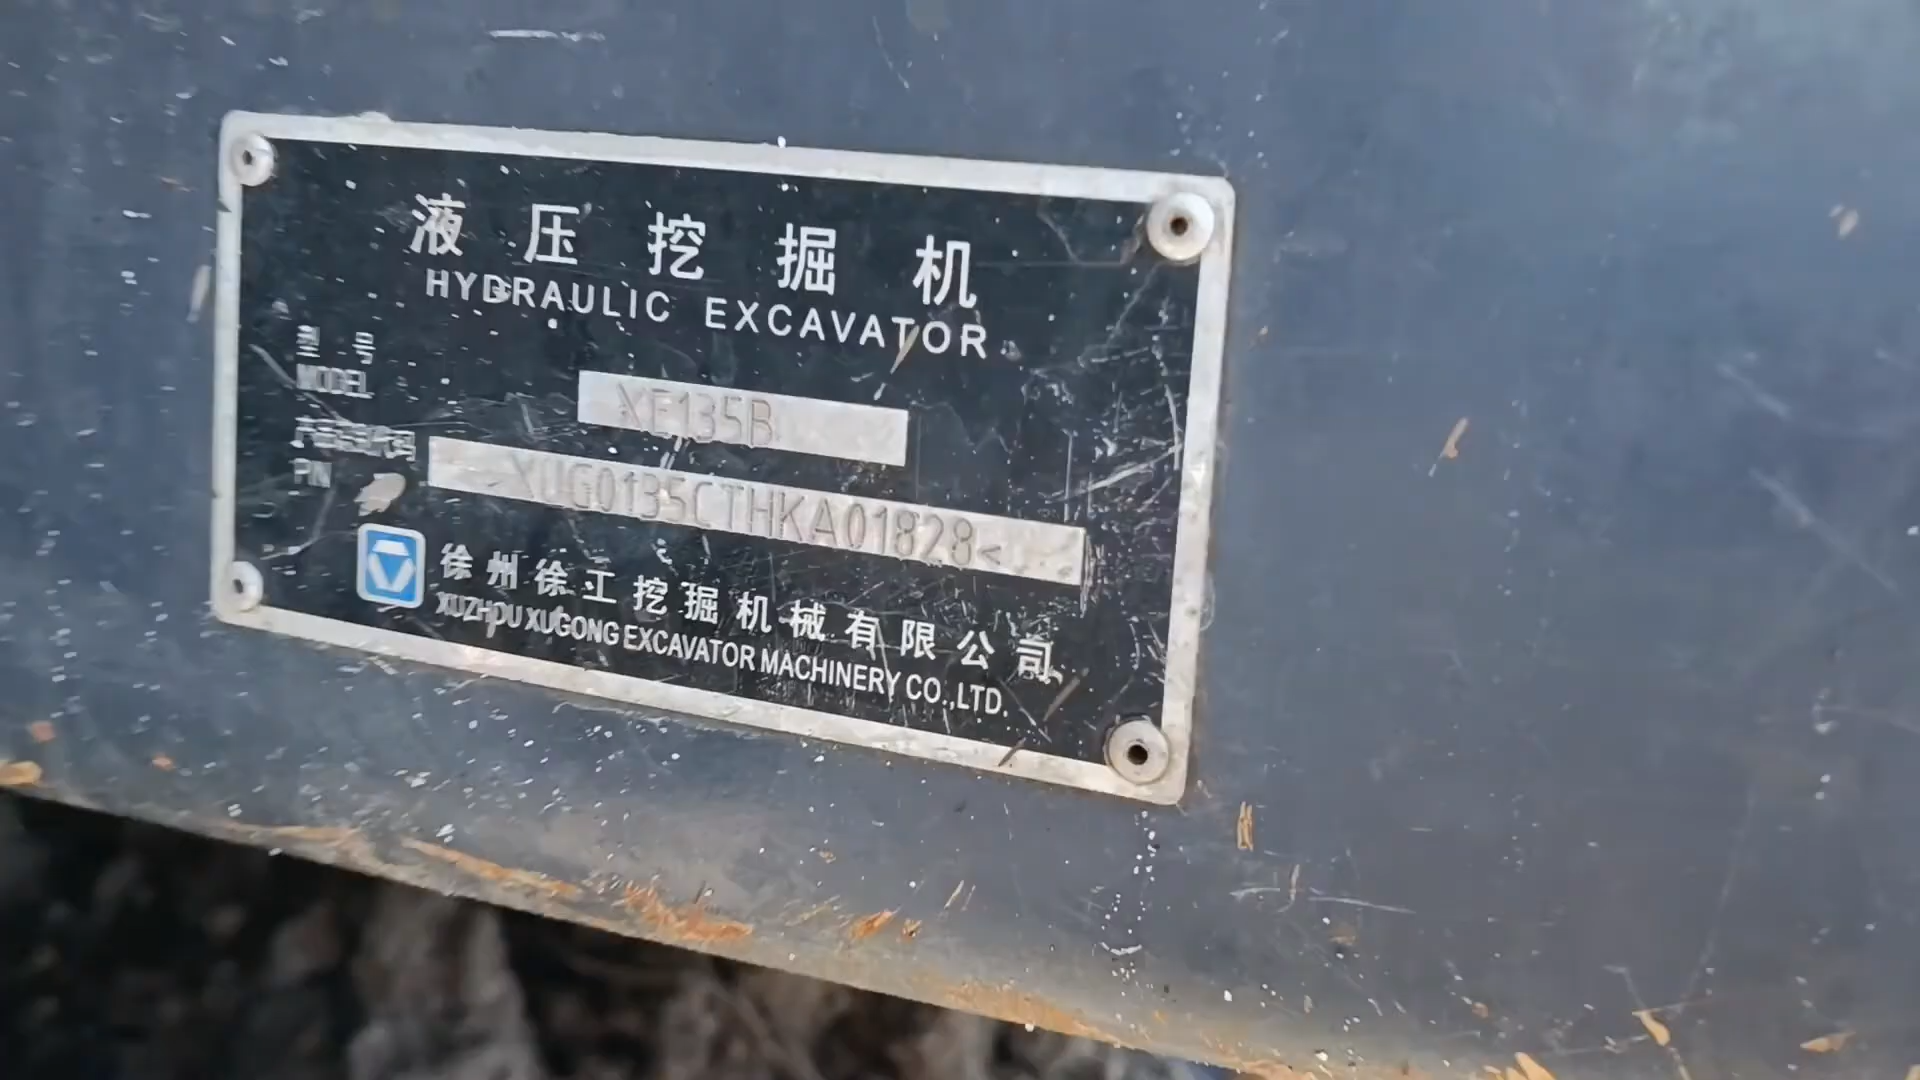 液压挖掘机
HYDRAULIC EXCAVATOR
型号
MODEL
XE135B
产品识别代码
PIN
XUG0135CTHKA01828<
徐州徐工挖掘机械有限公司
XUZHOU XUGONG EXCAVATOR MACHINERY CO.,LTD.